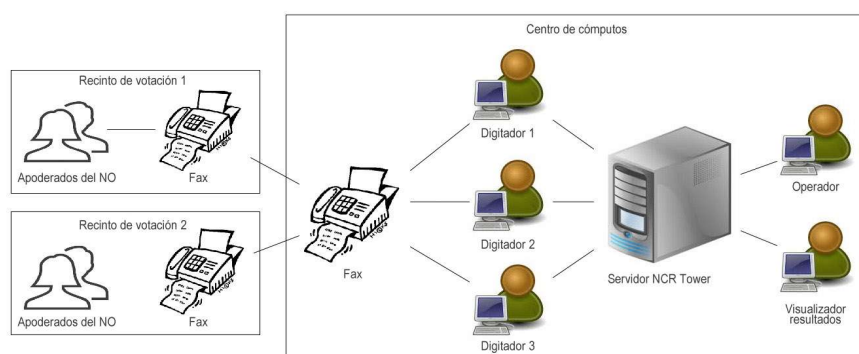 Centro de cómputos
Recinto de votación 1
Apoderados del NO
Fax
Recinto de votación 2
Apoderados del NO
Fax
Fax
Digitador 1
Digitador 2
Digitador 3
Servidor NCR Tower
Operador
Visualizador
resultados